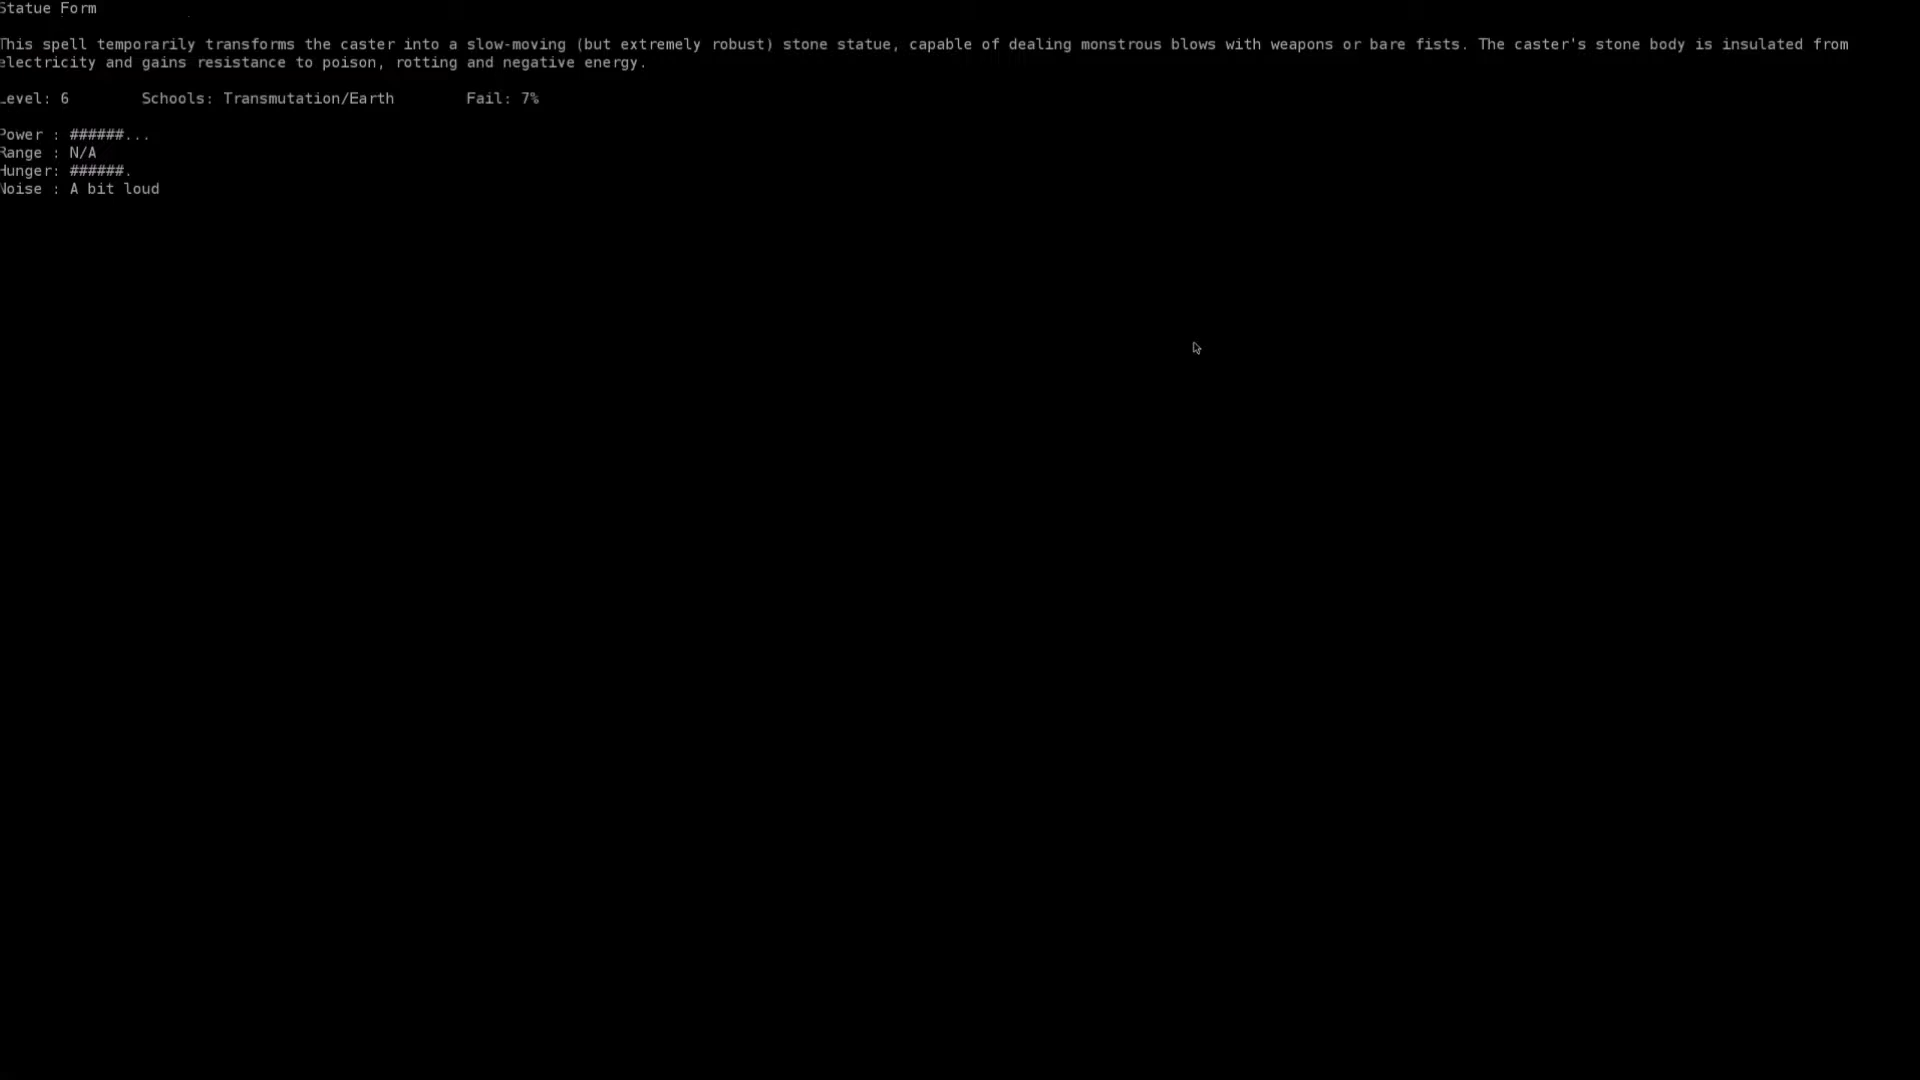 Statue Form
This spell temporarily transforms the caster into a slow-moving (but extremely robust) stone statue, capable of dealing monstrous blows with weapons or bare fists. The caster's stone body is insulated from
electricity and gains resistance to poison, rotting and negative energy.
Level: 6 Schools: Transmutation/Earth Fail: 7%
Power : ######...
Range : N/A
Hunger: ######.
Noise : A bit loud